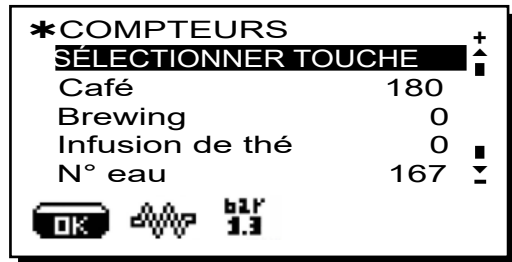 *COMPTEURS
SÉLECTIONNER TOUCHE
Café 180
Brewing 0
Infusion de thé 0
N° eau 167
OK bar 1.3